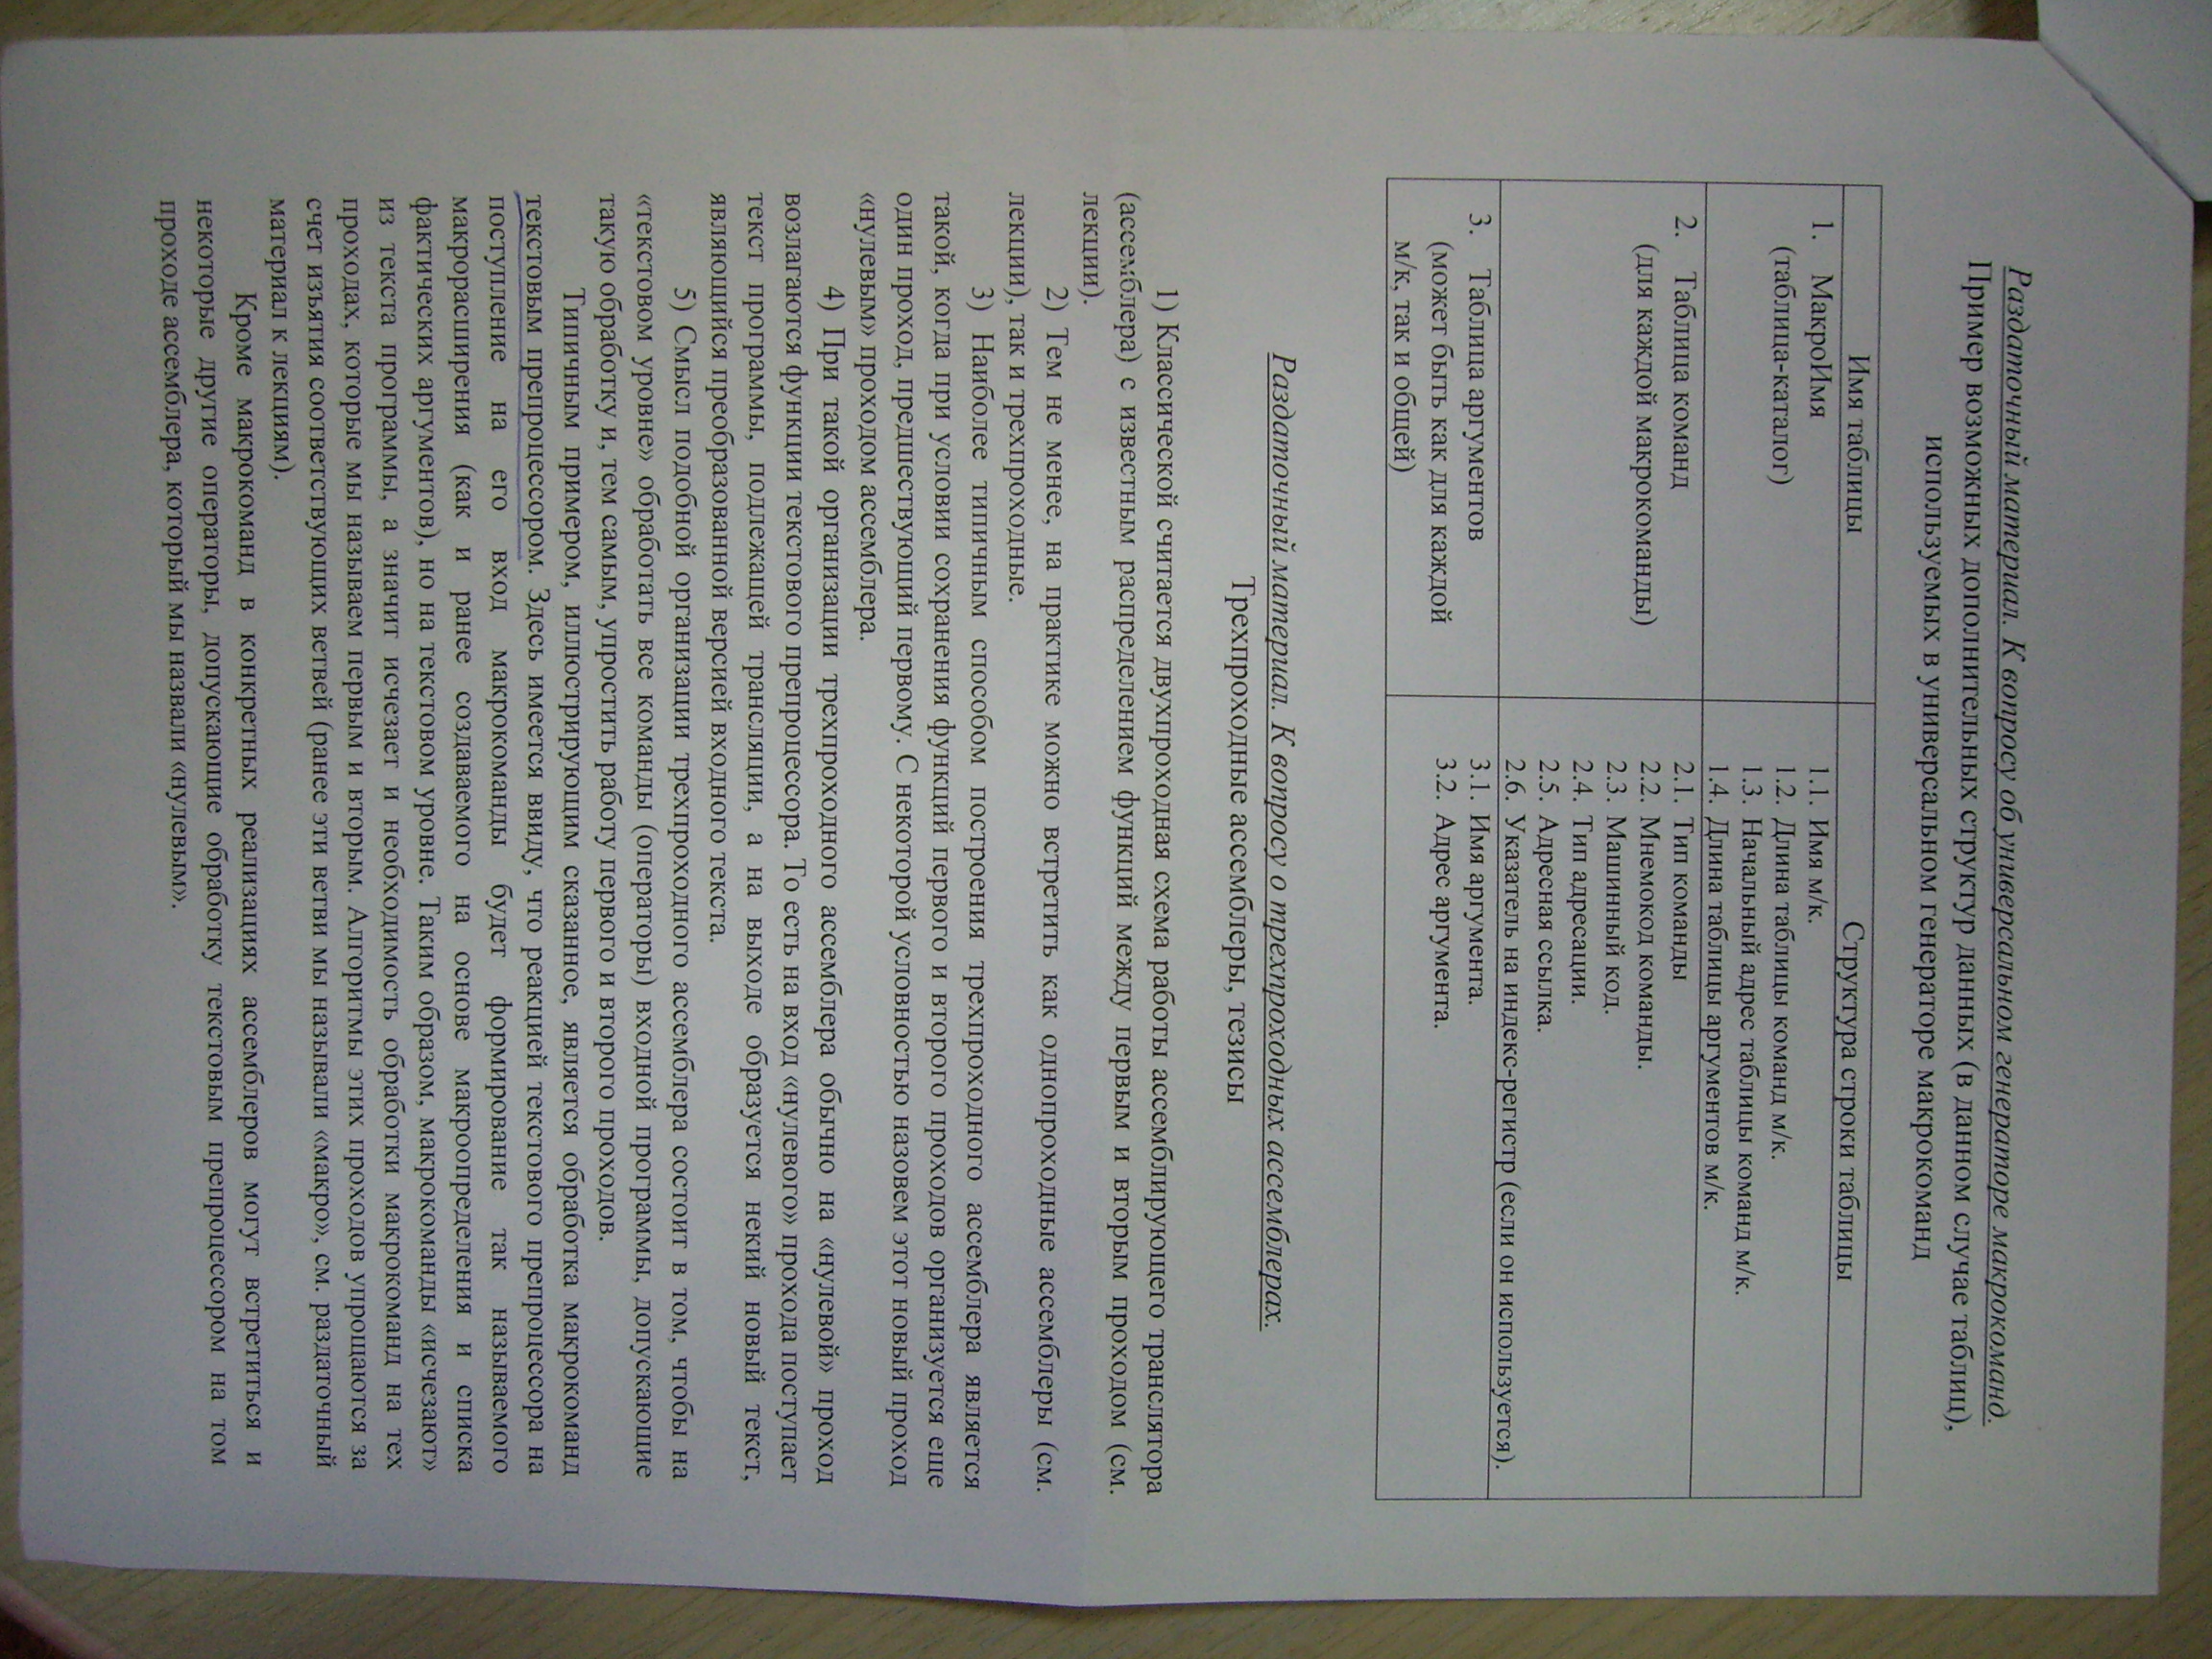 Раздаточный материал. К вопросу об универсальном генераторе макрокоманд.
Пример возможных дополнительных структур данных (в данном случае таблиц),
используемых в универсальном генераторе макрокоманд
Имя таблицы
Структура строки таблицы
1. МакроИмя
(таблица-каталог)
1.1. Имя м/к.
1.2. Длина таблицы команд м/к.
1.3. Начальный адрес таблицы команд м/к.
1.4. Длина таблицы аргументов м/к.
2. Таблица команд
(для каждой макрокоманды)
2.1. Тип команды
2.2. Мнемокод команды.
2.3. Машинный код.
2.4. Тип адресации.
2.5. Адресная ссылка.
2.6. Указатель на индекс-регистр (если он используется).
3. Таблица аргументов
(может быть как для каждой
м/к, так и общей)
3.1. Имя аргумента.
3.2. Адрес аргумента.
Раздаточный материал. К вопросу о трехпроходных ассемблерах.
Трехпроходные ассемблеры, тезисы
1) Классической считается двухпроходная схема работы ассемблирующего транслятора
(ассемблера) с известным распределением функций между первым и вторым проходом (см.
лекции).
2) Тем не менее, на практике можно встретить как однопроходные ассемблеры (см.
лекции), так и трехпроходные.
3) Наиболее типичным способом построения трехпроходного ассемблера является
такой, когда при условии сохранения функций первого и второго проходов организуется еще
один проход, предшествующий первому. С некоторой условностью назовем этот новый проход
«нулевым» проходом ассемблера.
4) При такой организации трехпроходного ассемблера обычно на «нулевой» проход
возлагаются функции текстового препроцессора. То есть на вход «нулевого» прохода поступает
текст программы, подлежащей трансляции, а на выходе образуется некий новый текст,
являющийся преобразованной версией входного текста.
5) Смысл подобной организации трехпроходного ассемблера состоит в том, чтобы на
«текстовом уровне» обработать все команды (операторы) входной программы, допускающие
такую обработку и, тем самым, упростить работу первого и второго проходов.
Типичным примером, иллюстрирующим сказанное, является обработка макрокоманд
текстовым препроцессором. Здесь имеется ввиду, что реакцией текстового препроцессора на
поступление на его вход макрокоманды будет формирование так называемого
макрорасширения (как и ранее создаваемого на основе макроопределения и списка
фактических аргументов), но на текстовом уровне. Таким образом, макрокоманды «исчезают»
из текста программы, а значит исчезает и необходимость обработки макрокоманд на тех
проходах, которые мы называем первым и вторым. Алгоритмы этих проходов упрощаются за
счет изъятия соответствующих ветвей (ранее эти ветви мы называли «макро», см. раздаточный
материал к лекциям).
Кроме макрокоманд в конкретных реализациях ассемблеров могут встретиться и
некоторые другие операторы, допускающие обработку текстовым препроцессором на том
проходе ассемблера, который мы назвали «нулевым».